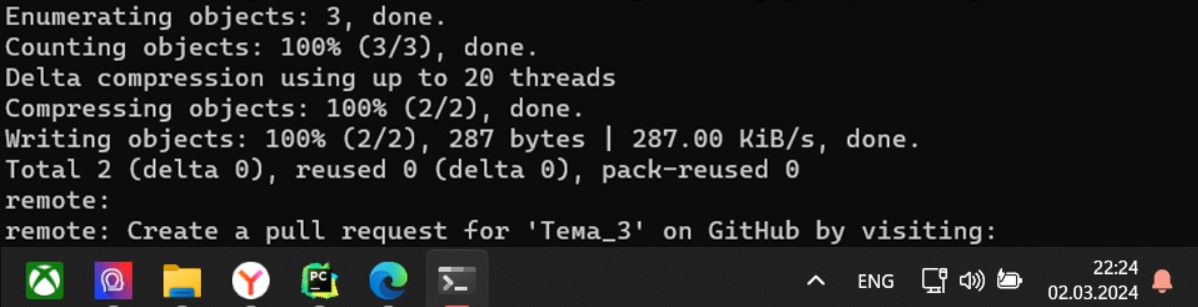 Enumerating objects: 3, done.
Counting objects: 100% (3/3), done.
Delta compression using up to 20 threads
Compressing objects: 100% (2/2), done.
Writing objects: 100% (2/2), 287 bytes | 287.00 KiB/s, done.
Total 2 (delta 0), reused 0 (delta 0), pack-reused 0
remote:
remote: Create a pull request for 'Тема_3' on GitHub by visiting:
PC
ENG
22:24
02.03.2024